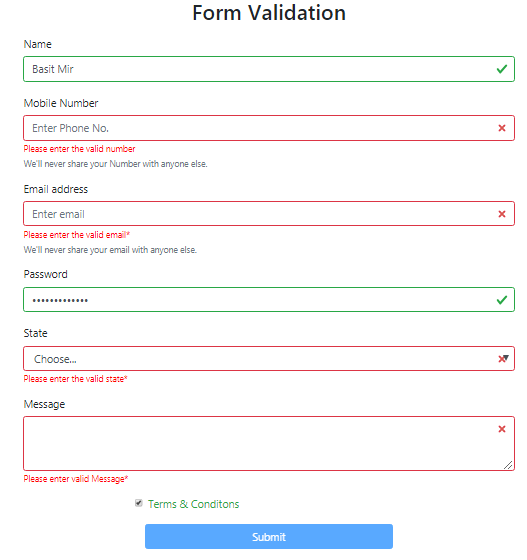 Form Validation
Name
Basit Mir
Mobile Number
Enter Phone No.
Please enter the valid number
We'll never share your Number with anyone else.
Email address
Enter email
Please enter the valid email*
We'll never share your email with anyone else.
Password
•••••••••••••
State
Choose...
Please enter the valid state*
Message
Please enter valid Message*
Terms & Conditons
Submit